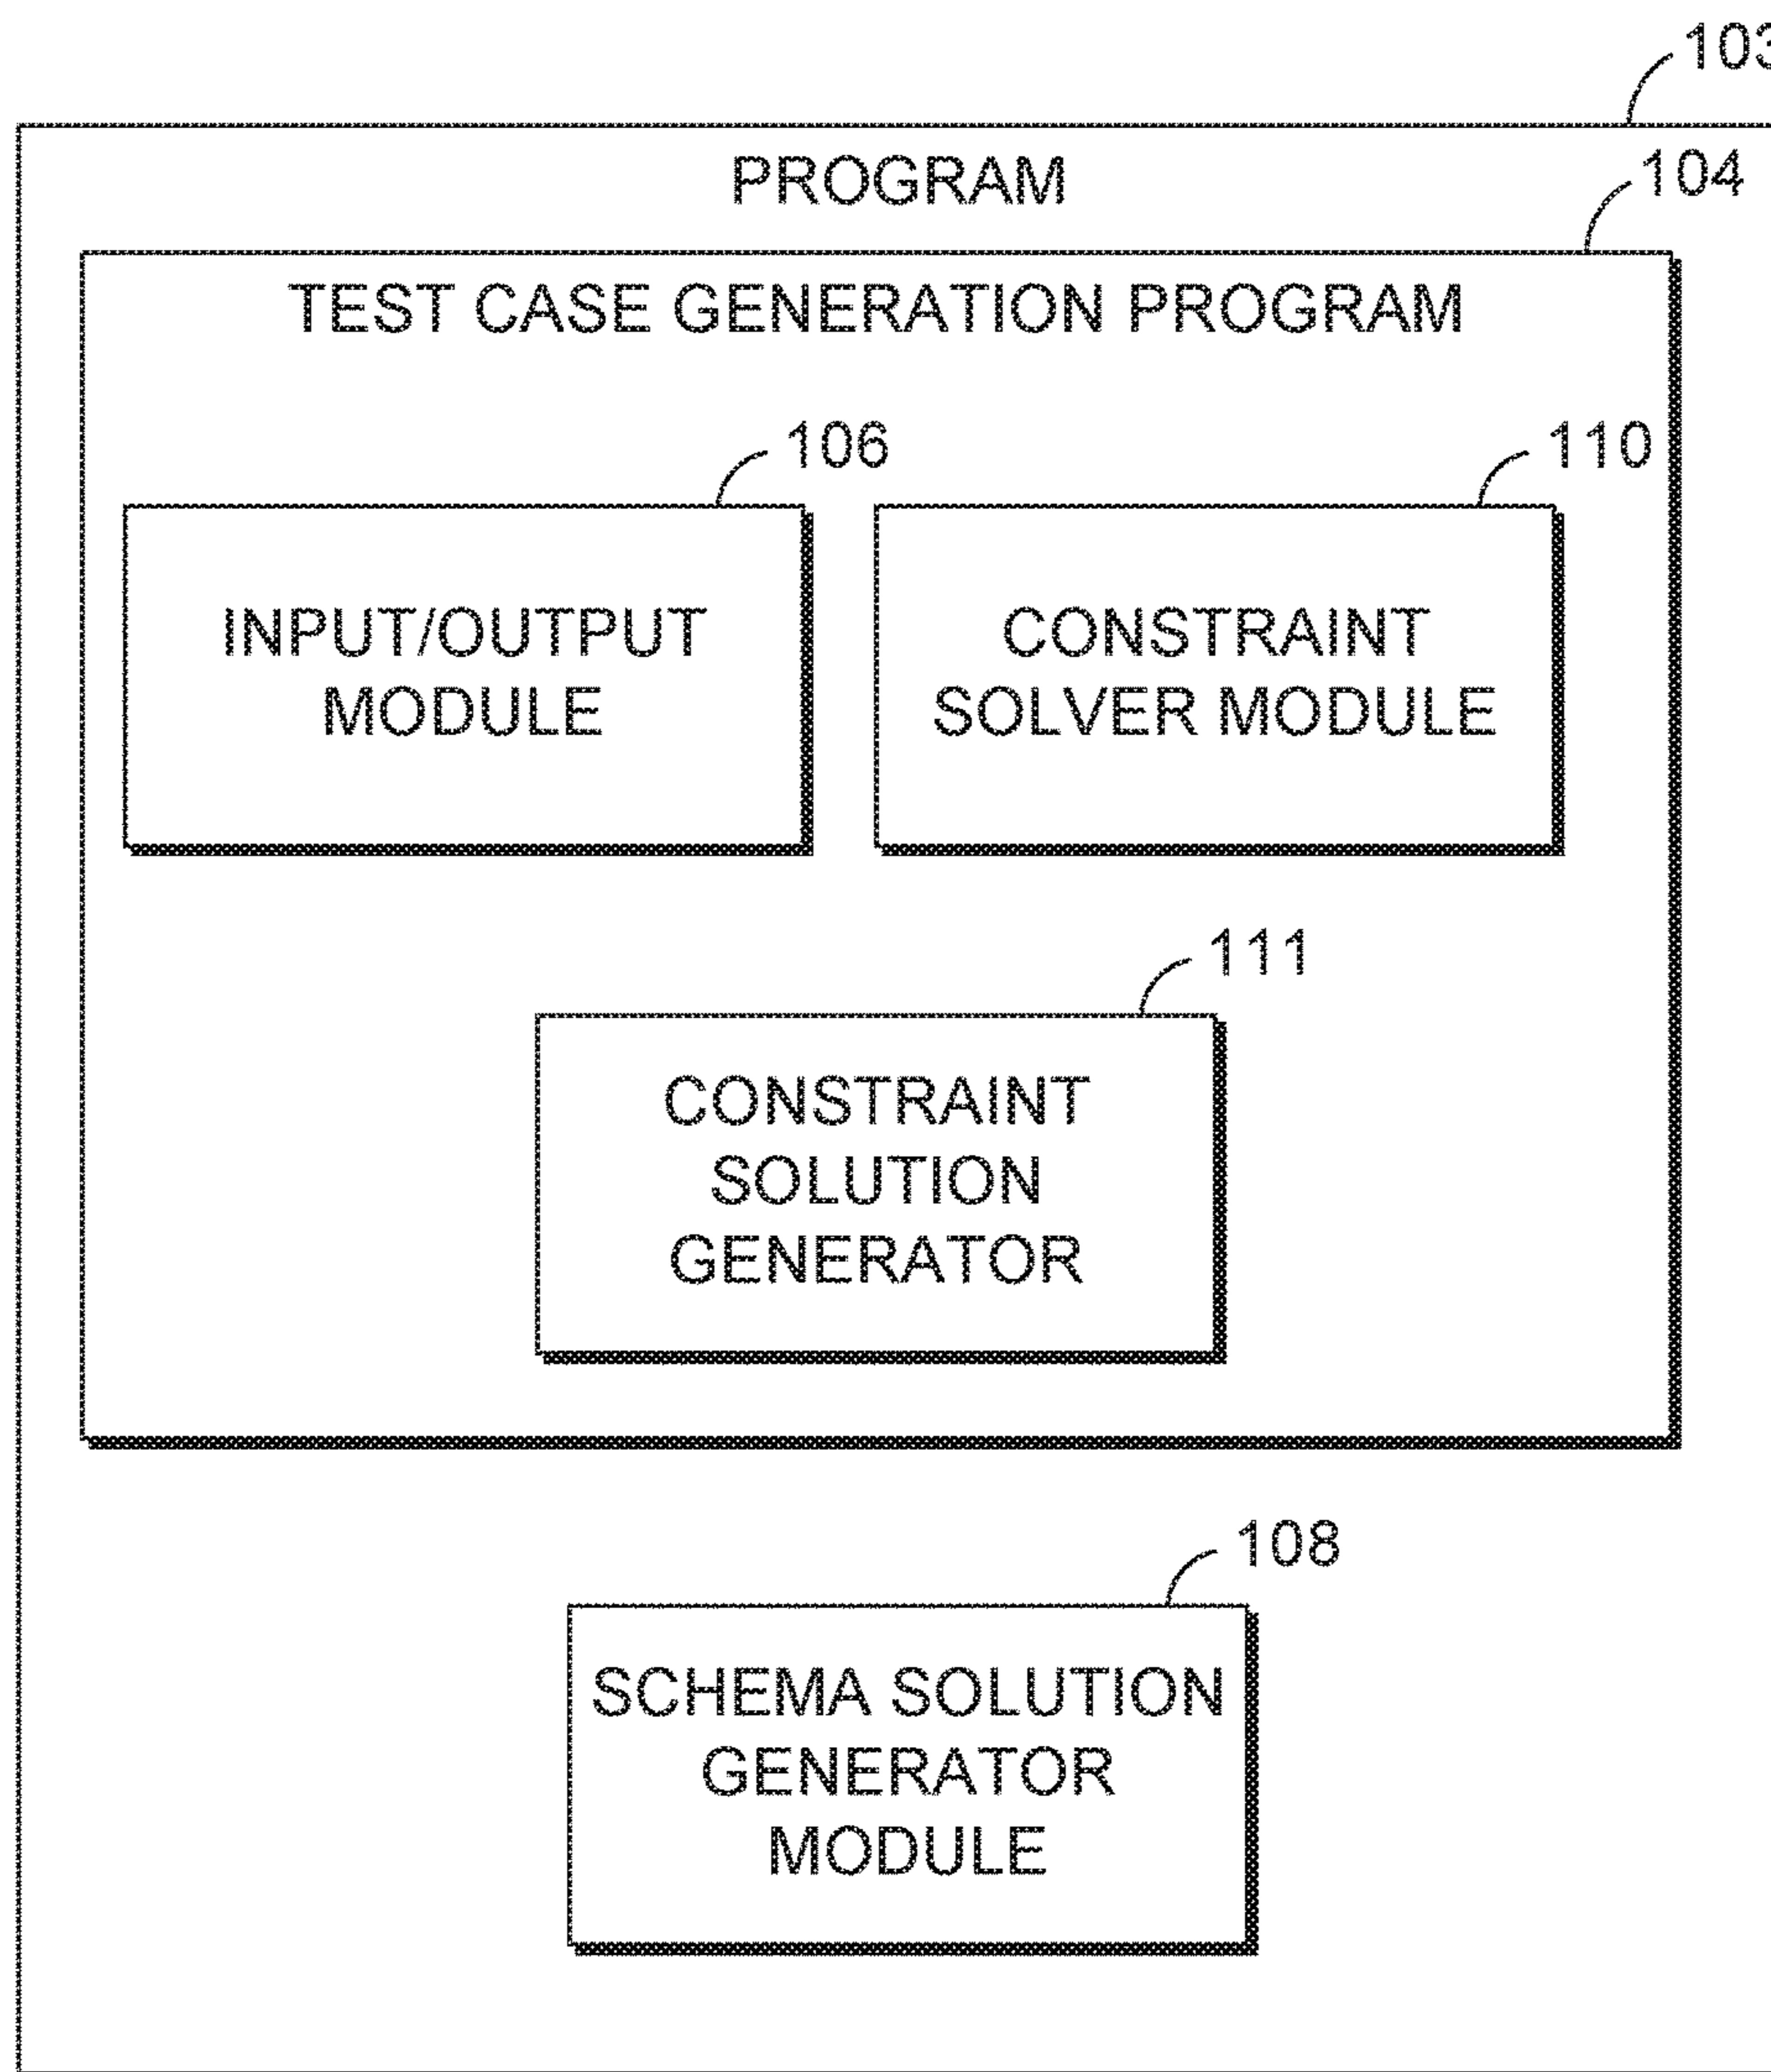 103
PROGRAM
104
TEST CASE GENERATION PROGRAM
106
110
INPUT/OUTPUT
MODULE
CONSTRAINT
SOLVER MODULE
111
CONSTRAINT
SOLUTION
GENERATOR
108
SCHEMA SOLUTION
GENERATOR
MODULE